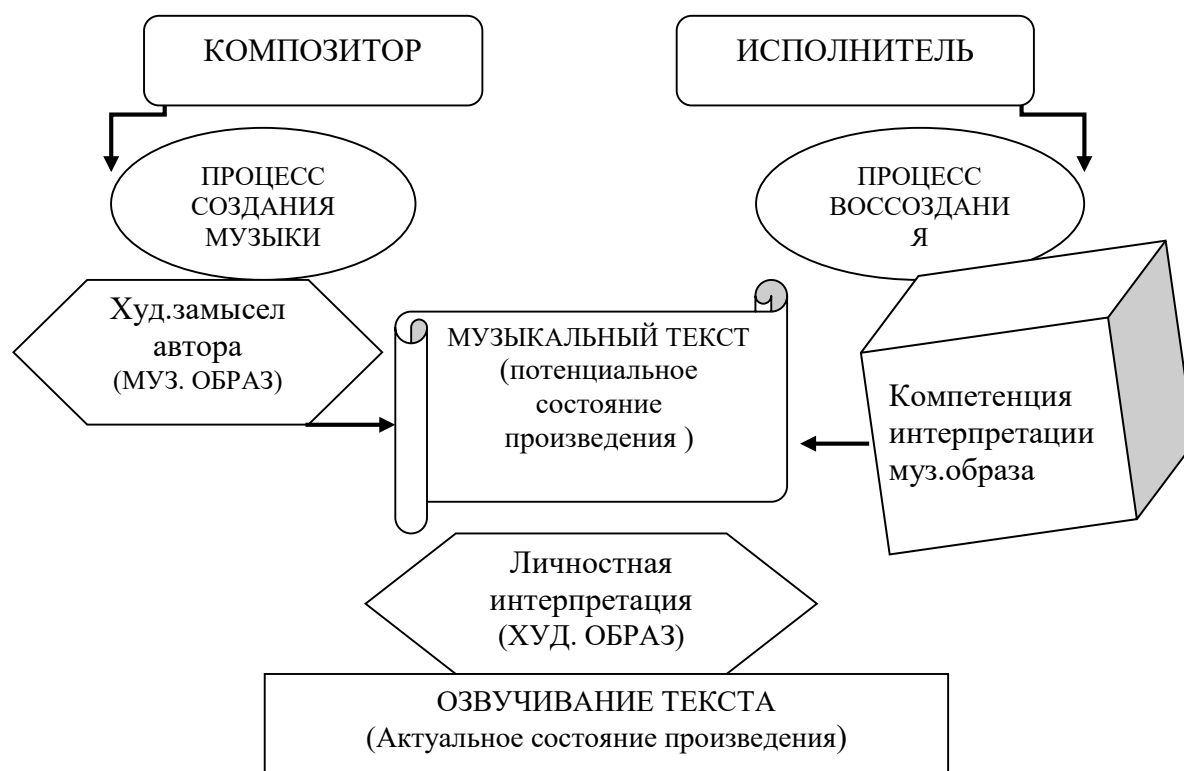 КОМПОЗИТОР
ИСПОЛНИТЕЛЬ
ПРОЦЕСС
СОЗДАНИЯ
МУЗЫКИ
ПРОЦЕСС
ВОССОЗДАНИ
Я
Худ.замысел
автора
(МУЗ. ОБРАЗ)
МУЗЫКАЛЬНЫЙ ТЕКСТ
(потенциальное
состояние
произведения )
Компетенция
интерпретации
муз.образа
Личностная
интерпретация
(ХУД. ОБРАЗ)
ОЗВУЧИВАНИЕ ТЕКСТА
(Актуальное состояние произведения)